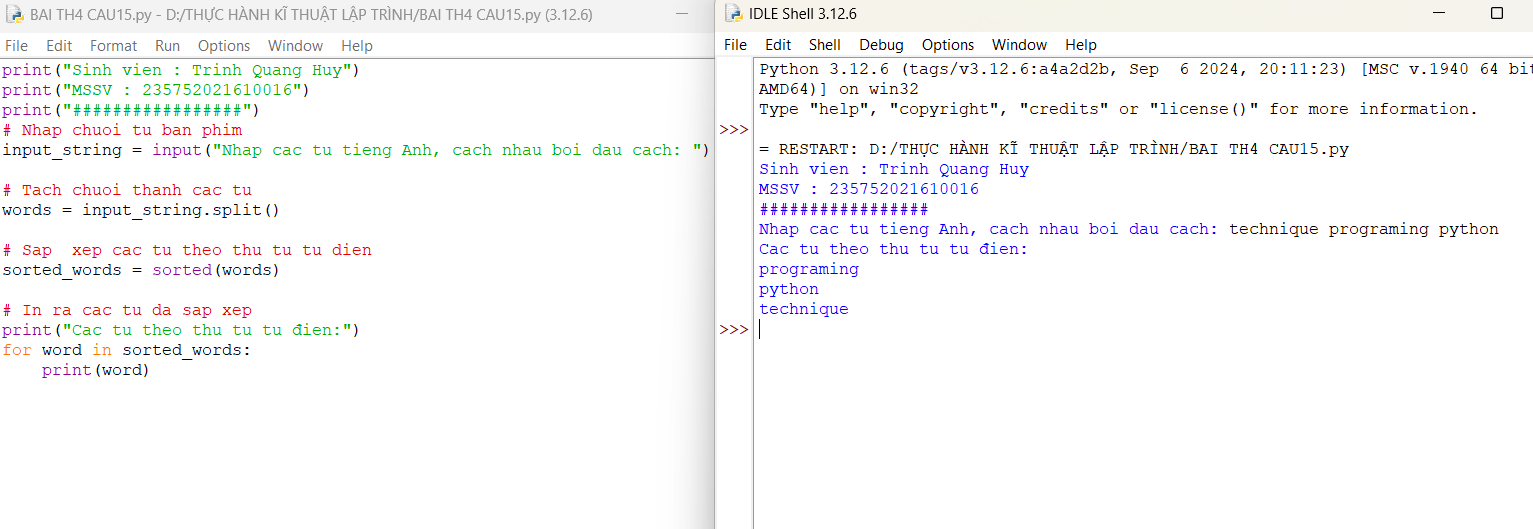 BAI TH4 CAU15.py - D:/THỰC HÀNH KĨ THUẬT LẬP TRÌNH/BAI TH4 CAU15.py (3.12.6)
File Edit Format Run Options Window Help
print("Sinh vien : Trinh Quang Huy")
print("MSSV : 235752021610016")
print("#################")
# Nhap chuoi tu ban phim
input_string = input("Nhap cac tu tieng Anh, cach nhau boi dau cach: ")
# Tach chuoi thanh cac tu
words = input_string.split()
# Sap  xep cac tu theo thu tu tu dien
sorted_words = sorted(words)
# In ra cac tu da sap xep
print("Cac tu theo thu tu tu đien:")
for word in sorted_words:
    print(word)
IDLE Shell 3.12.6
File Edit Shell Debug Options Window Help
Python 3.12.6 (tags/v3.12.6:a4a2d2b, Sep  6 2024, 20:11:23) [MSC v.1940 64 bit
AMD64)] on win32
Type "help", "copyright", "credits" or "license()" for more information.
>>>
= RESTART: D:/THỰC HÀNH KĨ THUẬT LẬP TRÌNH/BAI TH4 CAU15.py
Sinh vien : Trinh Quang Huy
MSSV : 235752021610016
#################
Nhap cac tu tieng Anh, cach nhau boi dau cach: technique programing python
Cac tu theo thu tu tu đien:
programing
python
technique
>>>